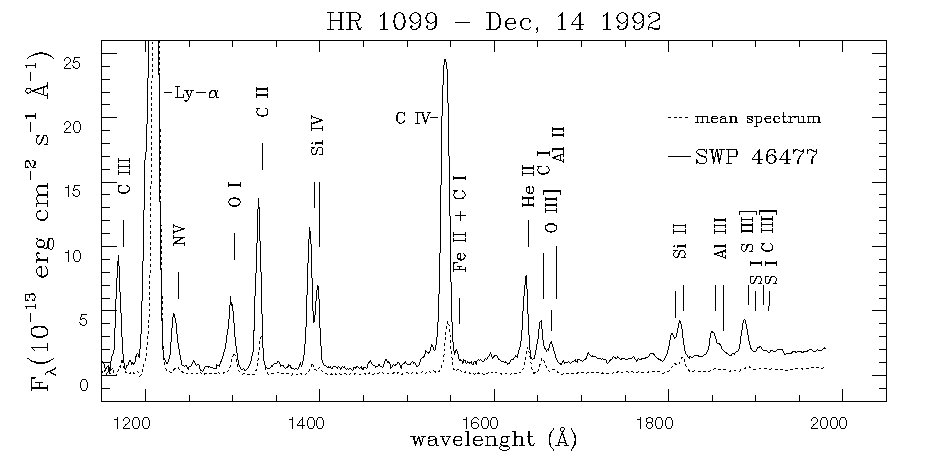 HR 1099 - Dec, 14 1992
F_λ(10^-13 erg cm^-2 s^-1 Å^-1)
25
20
15
10
5
0
C III
-Ly-α
NV
O I
C II
Si IV
C IV-
Fe II + C I
He II
C I
O III]
Al II
Si II
Al III
S III]
S I
C III]
S I
mean spectrum
SWP 46477
1200
1400
1600
1800
2000
wavelenght (Å)